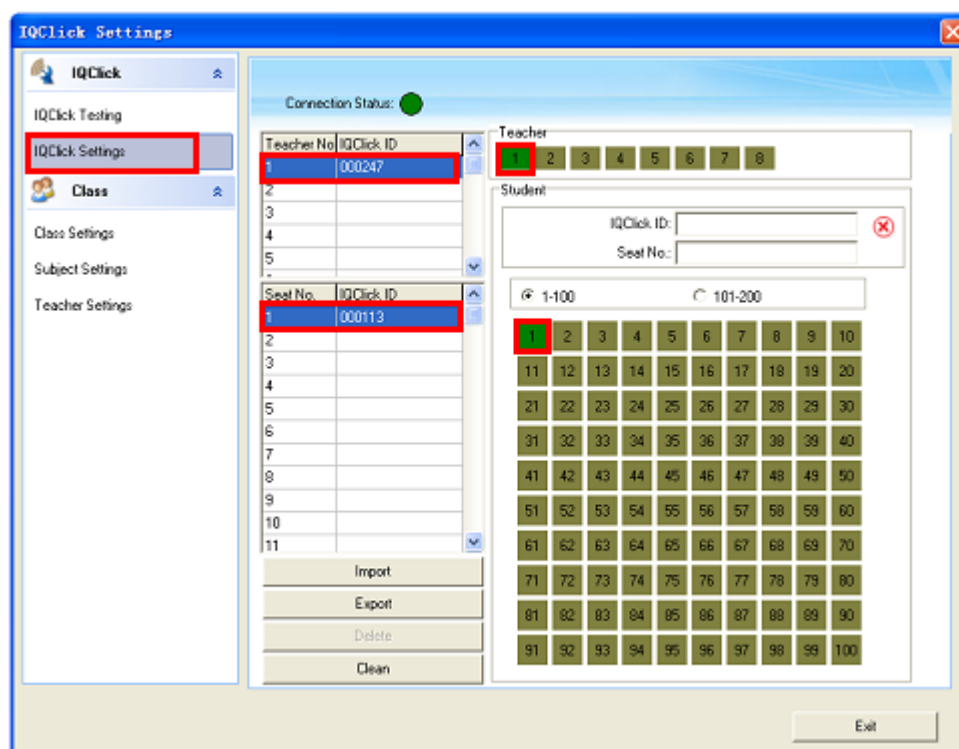 IQClick Settings
IQClick
IQClick Testing
IQClick Settings
Class
Class Settings
Subject Settings
Teacher Settings
Connection Status:
Teacher No IQClick ID
1 000247
2
3
4
5
Seat No. IQClick ID
1 000113
2
3
4
5
6
7
8
9
10
11
Import
Export
Delete
Clean
Teacher
1 2 3 4 5 6 7 8
Student
IQClick ID:
Seat No.:
1-100 101-200
1 2 3 4 5 6 7 8 9 10
11 12 13 14 15 16 17 18 19 20
21 22 23 24 25 26 27 28 29 30
31 32 33 34 35 36 37 38 39 40
41 42 43 44 45 46 47 48 49 50
51 52 53 54 55 56 57 58 59 60
61 62 63 64 65 66 67 68 69 70
71 72 73 74 75 76 77 78 79 80
81 82 83 84 85 86 87 88 89 90
91 92 93 94 95 96 97 98 99 100
Exit